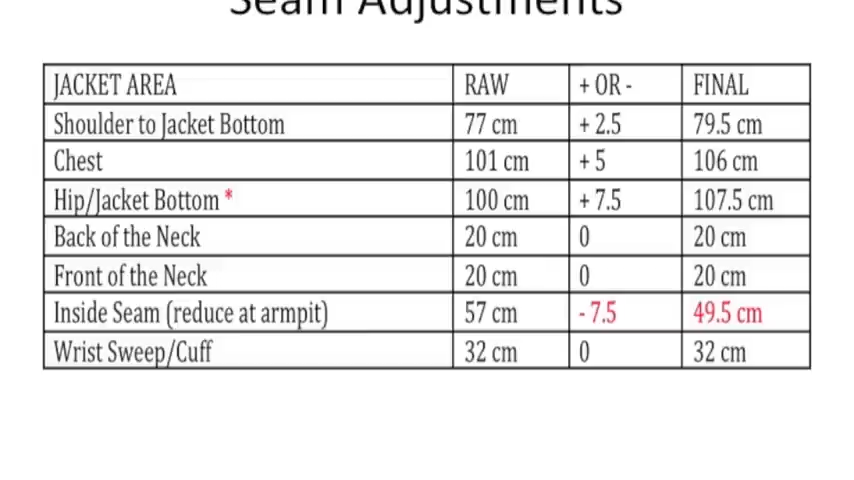 Seam Adjustments
JACKET AREA RAW + OR - FINAL
Shoulder to Jacket Bottom 77 cm + 2.5 79.5 cm
Chest 101 cm + 5 106 cm
Hip/Jacket Bottom * 100 cm + 7.5 107.5 cm
Back of the Neck 20 cm 0 20 cm
Front of the Neck 20 cm 0 20 cm
Inside Seam (reduce at armpit) 57 cm - 7.5 49.5 cm
Wrist Sweep/Cuff 32 cm 0 32 cm